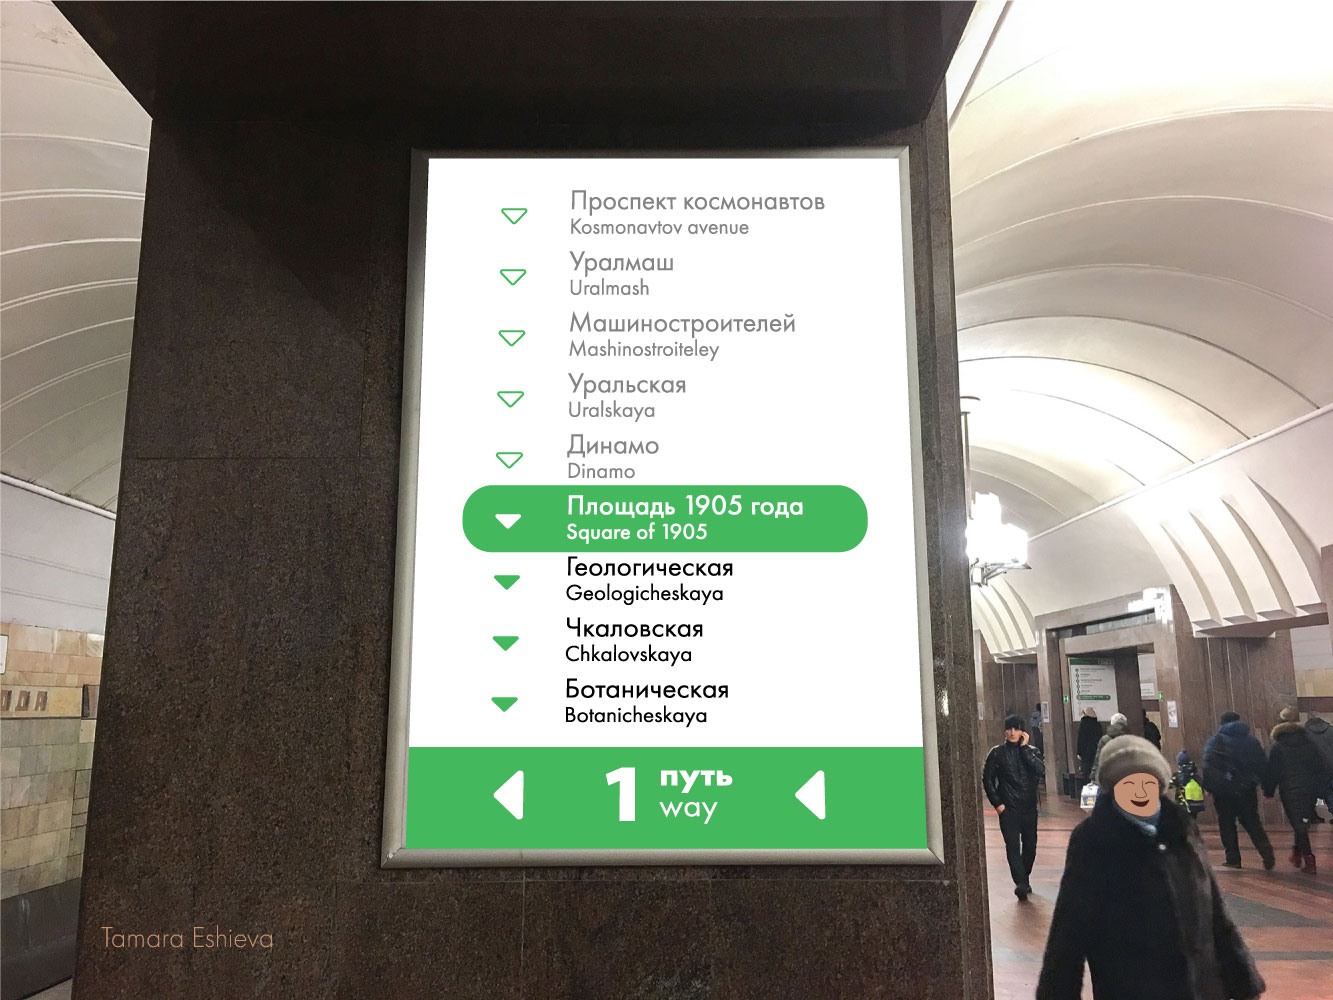 Проспект космонавтов
Kosmonavtov avenue
Уралмаш
Uralmash
Машиностроителей
Mashinostroiteley
Уральская
Uralskaya
Динамо
Dinamo
Площадь 1905 года
Square of 1905
Геологическая
Geologicheskaya
Чкаловская
Chkalovskaya
Ботаническая
Botanicheskaya
1 путь
way
Tamara Eshieva